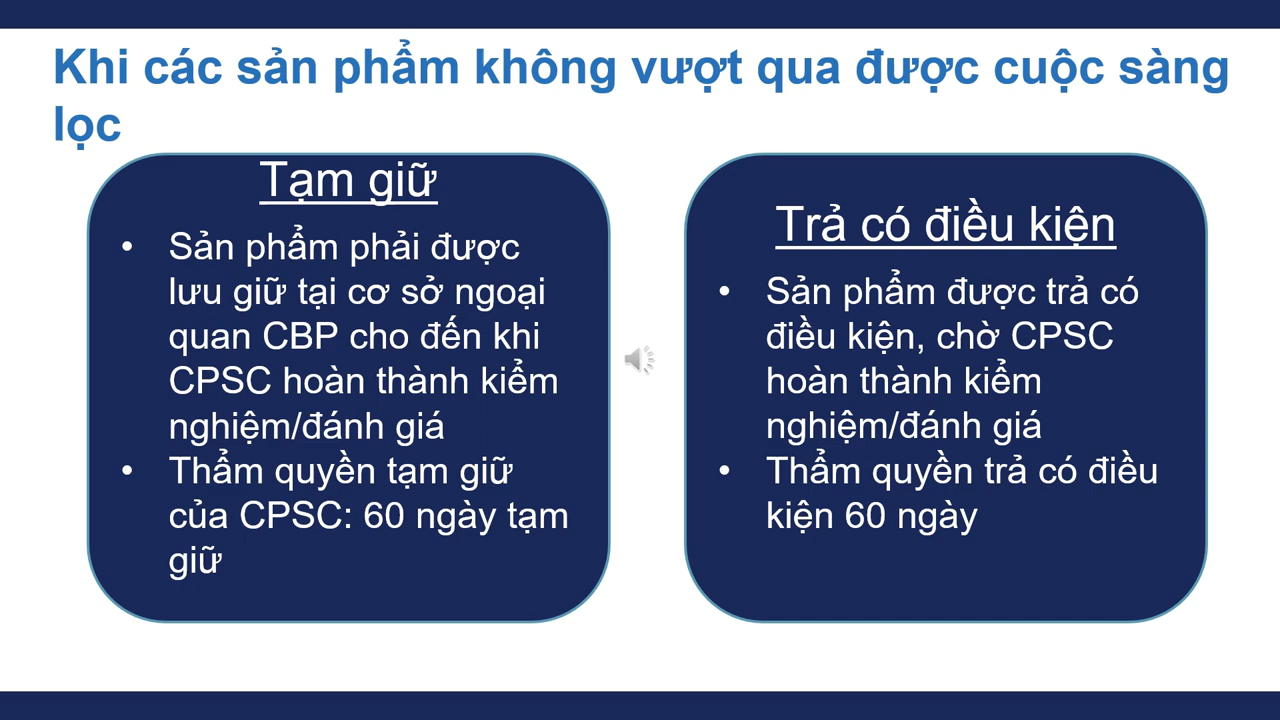 Khi các sản phẩm không vượt qua được cuộc sàng
lọc
Tạm giữ
• Sản phẩm phải được
lưu giữ tại cơ sở ngoại
quan CBP cho đến khi
CPSC hoàn thành kiểm
nghiệm/đánh giá
• Thẩm quyền tạm giữ
của CPSC: 60 ngày tạm
giữ
Trả có điều kiện
• Sản phẩm được trả có
điều kiện, chờ CPSC
hoàn thành kiểm
nghiệm/đánh giá
• Thẩm quyền trả có điều
kiện 60 ngày